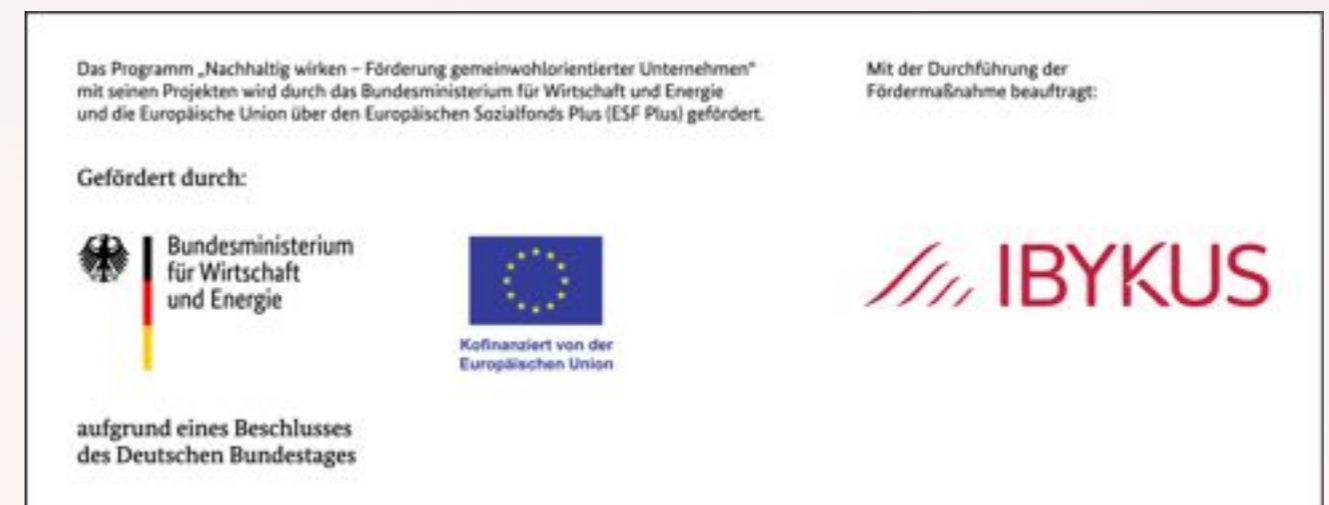 Das Programm „Nachhaltig wirken – Förderung gemeinwohlorientierter Unternehmen“
mit seinen Projekten wird durch das Bundesministerium für Wirtschaft und Energie
und die Europäische Union über den Europäischen Sozialfonds Plus (ESF Plus) gefördert.
Mit der Durchführung der
Fördermaßnahme beauftragt:
Gefördert durch:
Bundesministerium
für Wirtschaft
und Energie
Kofinanziert von der
Europäischen Union
IBYKUS
aufgrund eines Beschlusses
des Deutschen Bundestages